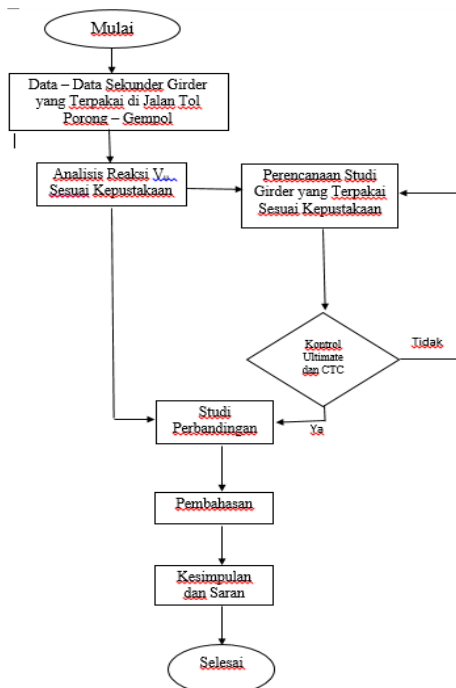 Mulai
Data – Data Sekunder Girder
yang Terpakai di Jalan Tol
Porong – Gempol
Analisis Reaksi
Sesuai Kepustakaan
Perencanaan Studi
Girder yang Terpakai
Sesuai Kepustakaan
Kontrol
Ultimate
dan CTC
Tidak
Ya
Studi
Perbandingan
Pembahasan
Kesimpulan
dan Saran
Selesai